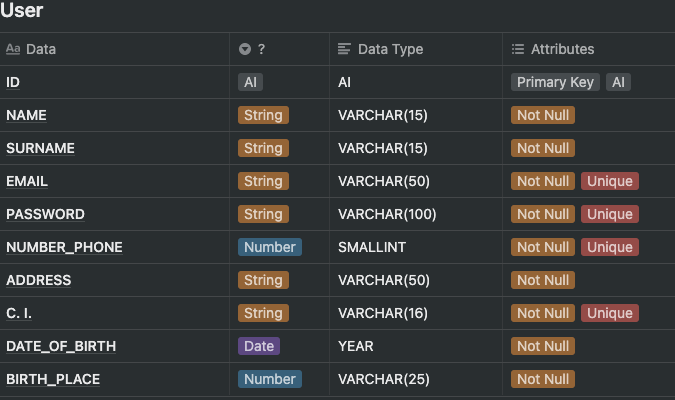 User
Aa Data ? Data Type Attributes
ID AI AI Primary Key AI
NAME String VARCHAR(15) Not Null
SURNAME String VARCHAR(15) Not Null
EMAIL String VARCHAR(50) Not Null Unique
PASSWORD String VARCHAR(100) Not Null Unique
NUMBER_PHONE Number SMALLINT Not Null Unique
ADDRESS String VARCHAR(50) Not Null
C. I. String VARCHAR(16) Not Null Unique
DATE_OF_BIRTH Date YEAR Not Null
BIRTH_PLACE Number VARCHAR(25) Not Null